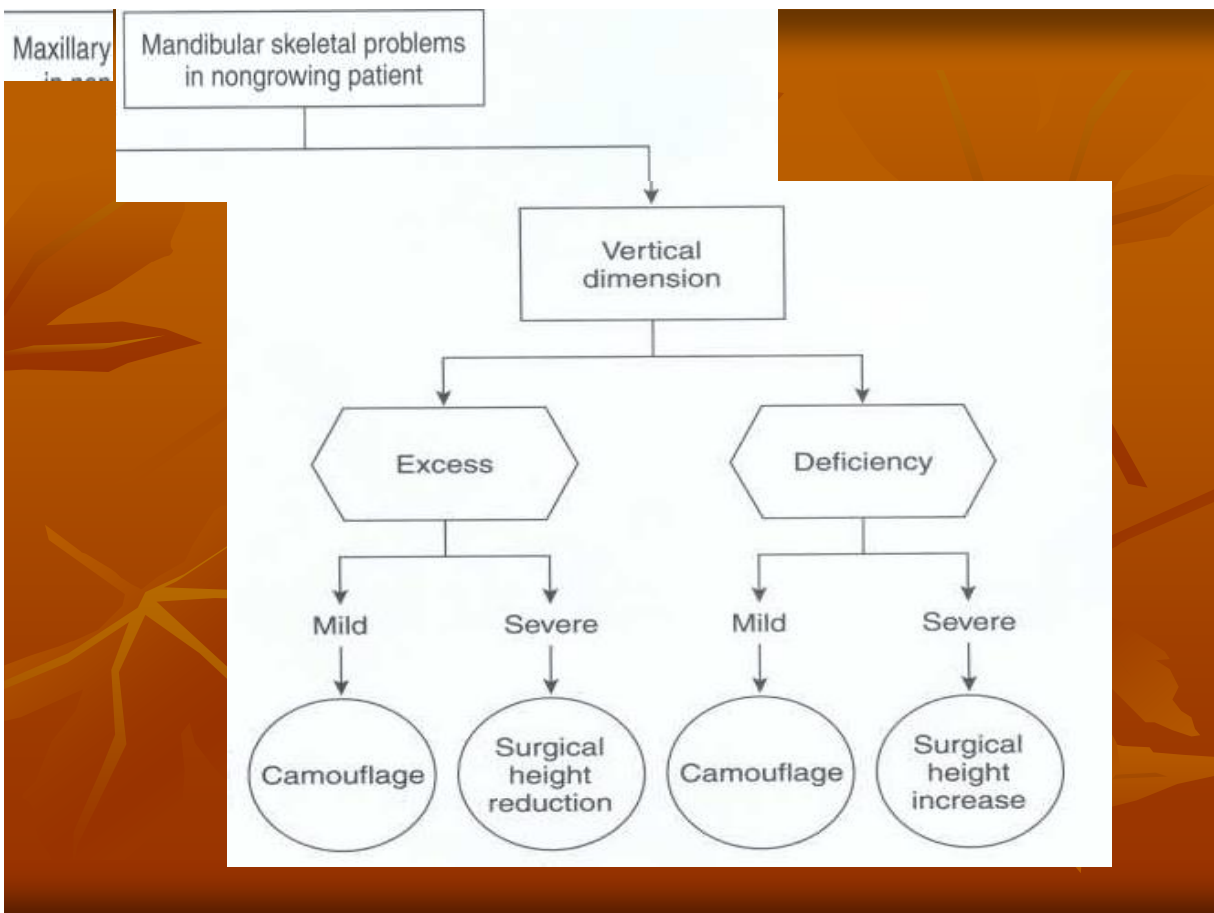 Maxillary
Mandibular skeletal problems
in nongrowing patient
Vertical
dimension
Excess
Deficiency
Mild
Severe
Mild
Severe
Camouflage
Surgical
height
reduction
Camouflage
Surgical
height
increase